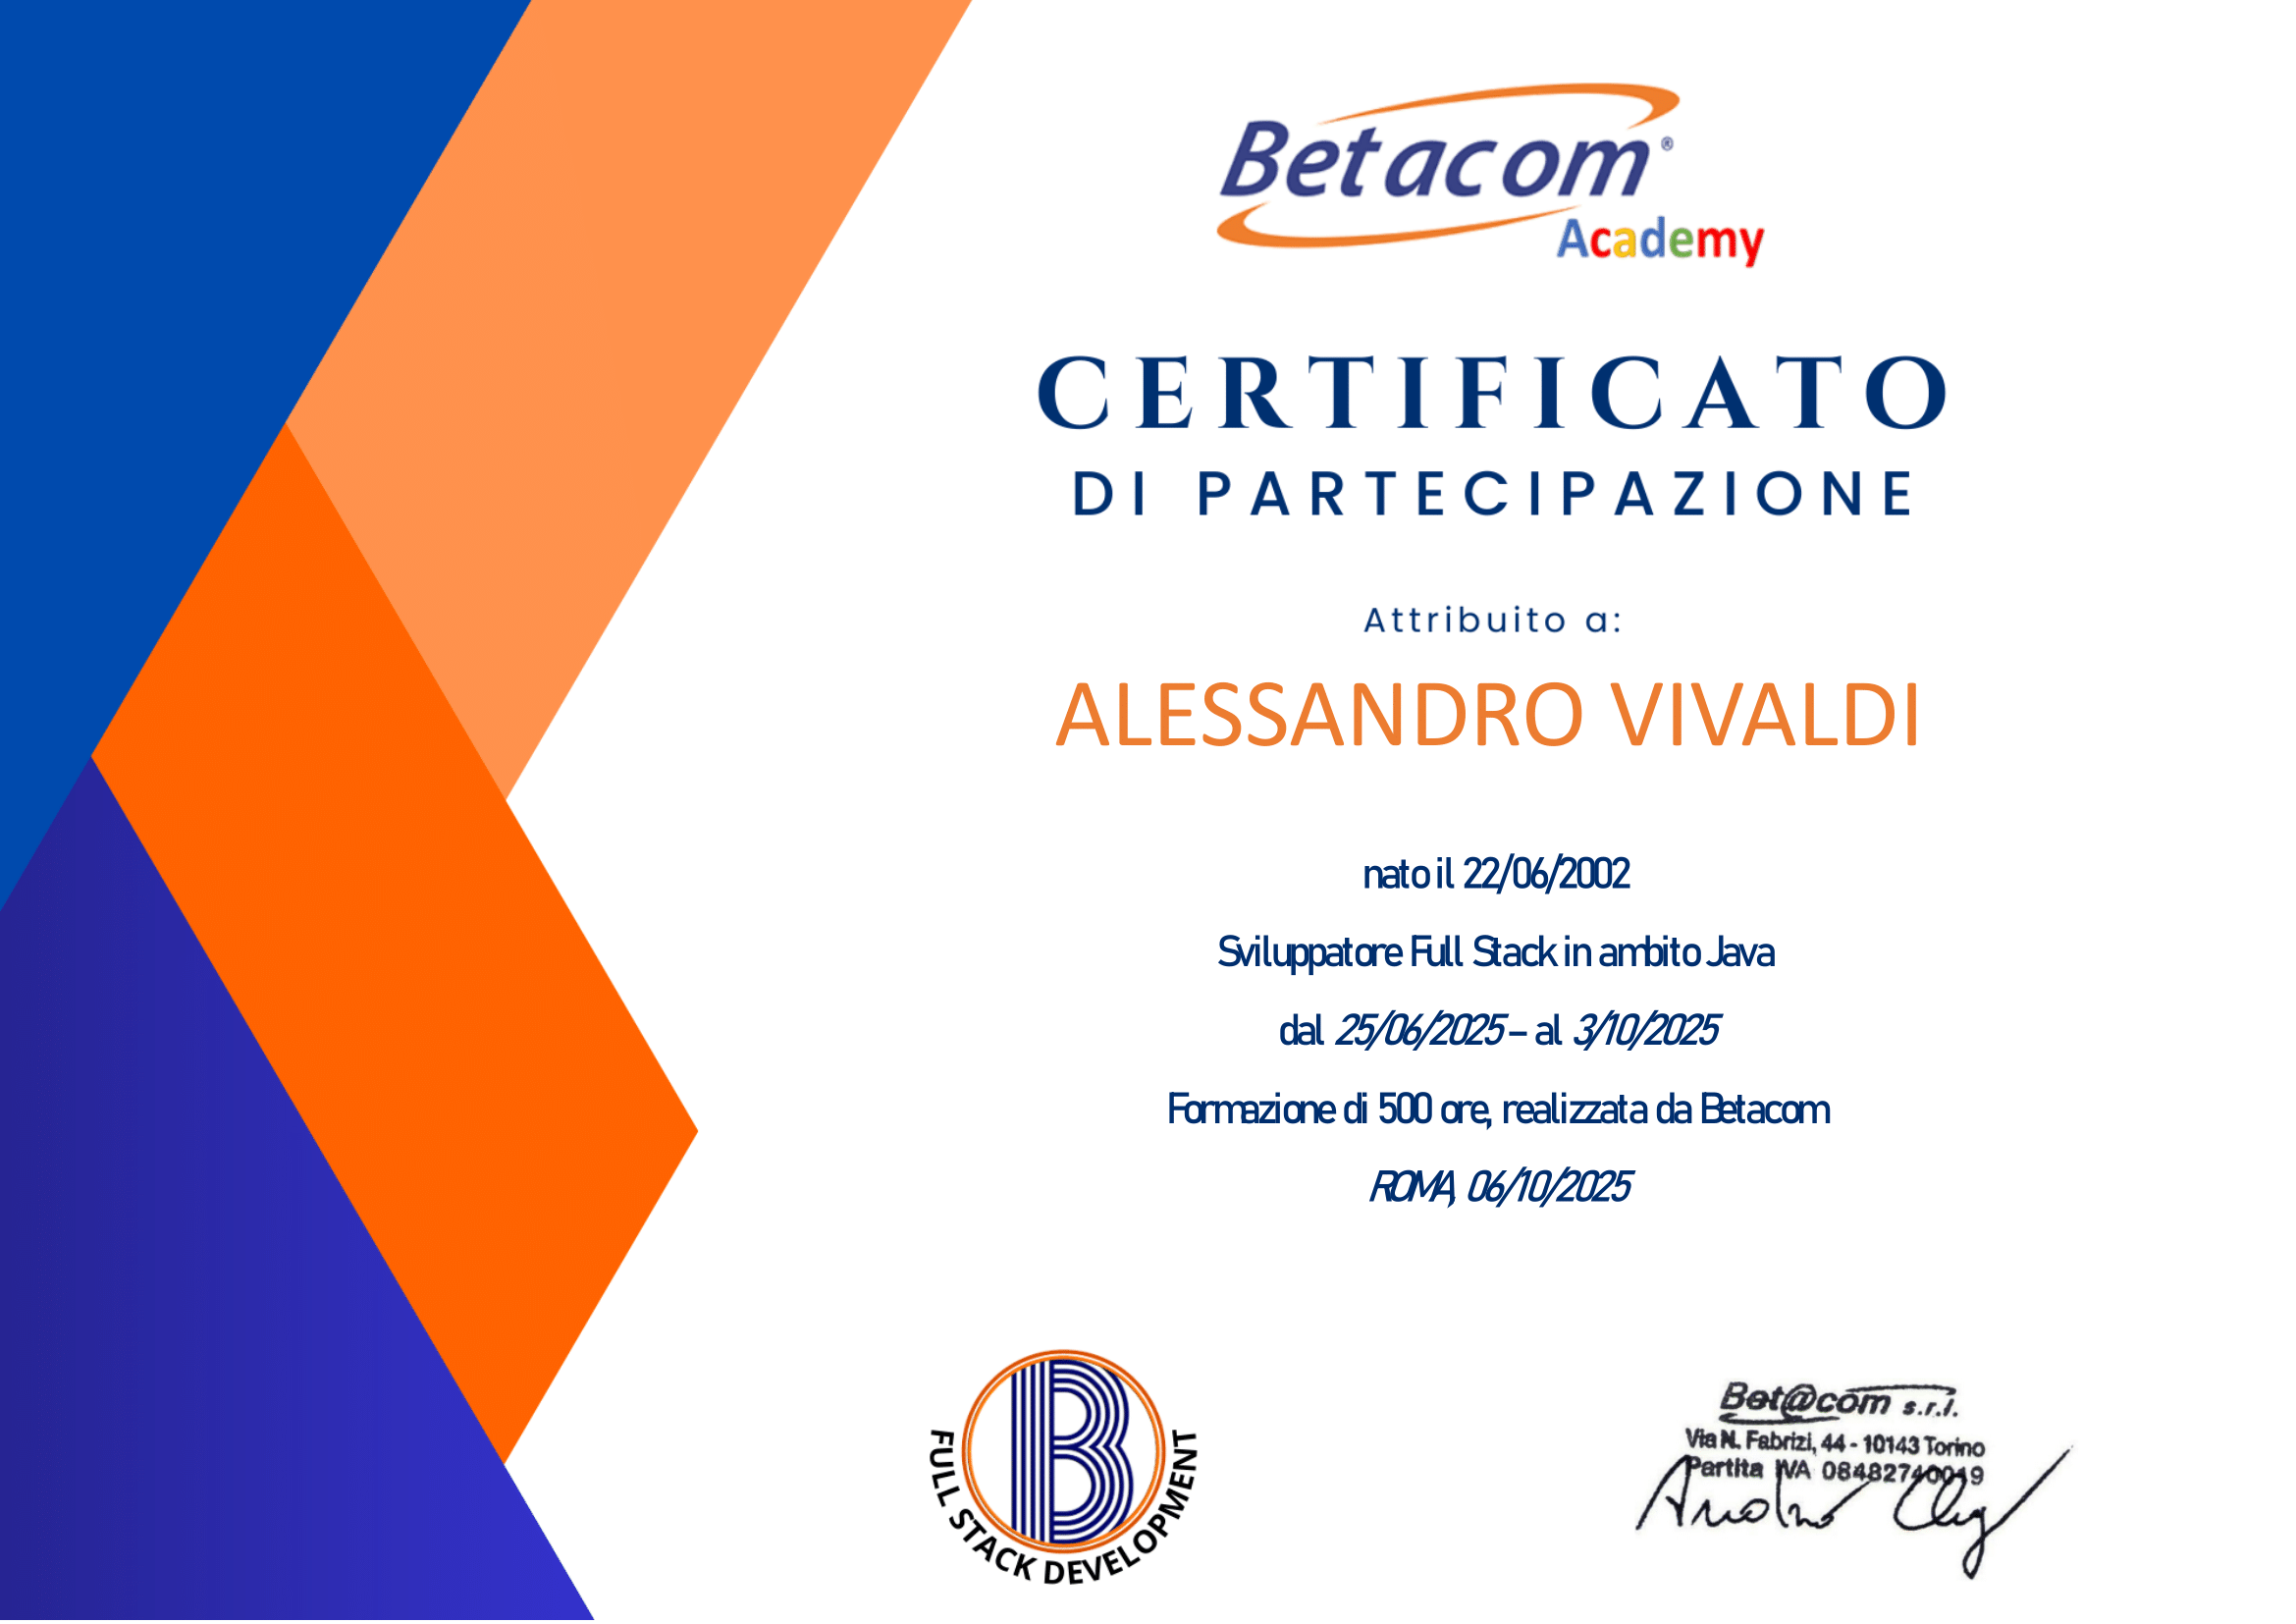 Betacom®
Academy
CERTIFICATO
DI PARTECIPAZIONE
Attribuito a:
ALESSANDRO VIVALDI
nato il 22/06/2002
Sviluppatore Full Stack in ambito Java
dal 25/06/2025 – al 3/10/2025
Formazione di 500 ore, realizzata da Betacom
ROMA, 06/10/2025
B
FULL STACK DEVELOPMENT
Bet@com s.r.l.
Via N. Fabrizi, 44 - 10143 Torino
Partita IVA 08482740019